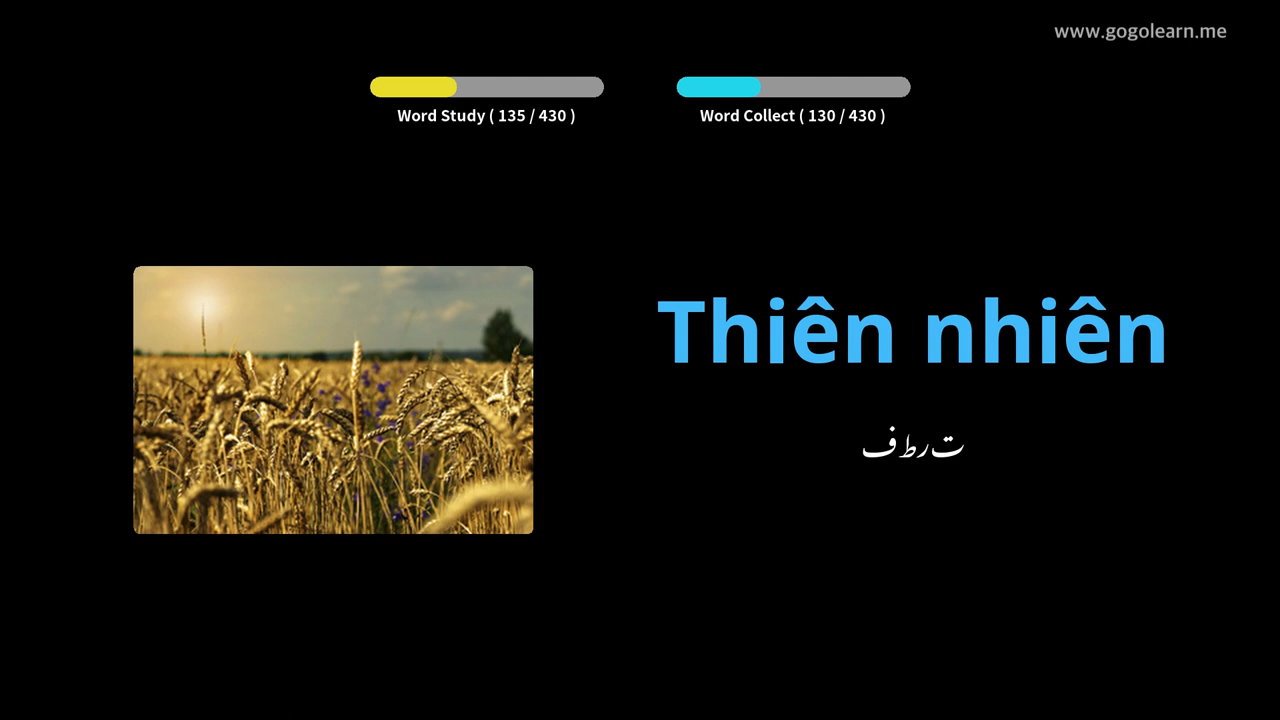 www.gogolearn.me
Word Study ( 135 / 430 )
Word Collect ( 130 / 430 )
Thiên nhiên
ترطف